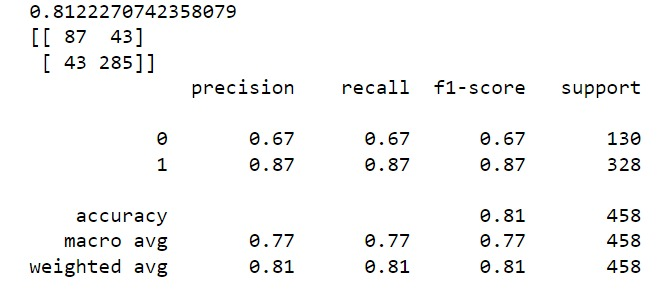 0.8122270742358079
[[ 87  43]
 [ 43 285]]
              precision    recall  f1-score   support

           0       0.67      0.67      0.67       130
           1       0.87      0.87      0.87       328

    accuracy                           0.81       458
   macro avg       0.77      0.77      0.77       458
weighted avg       0.81      0.81      0.81       458